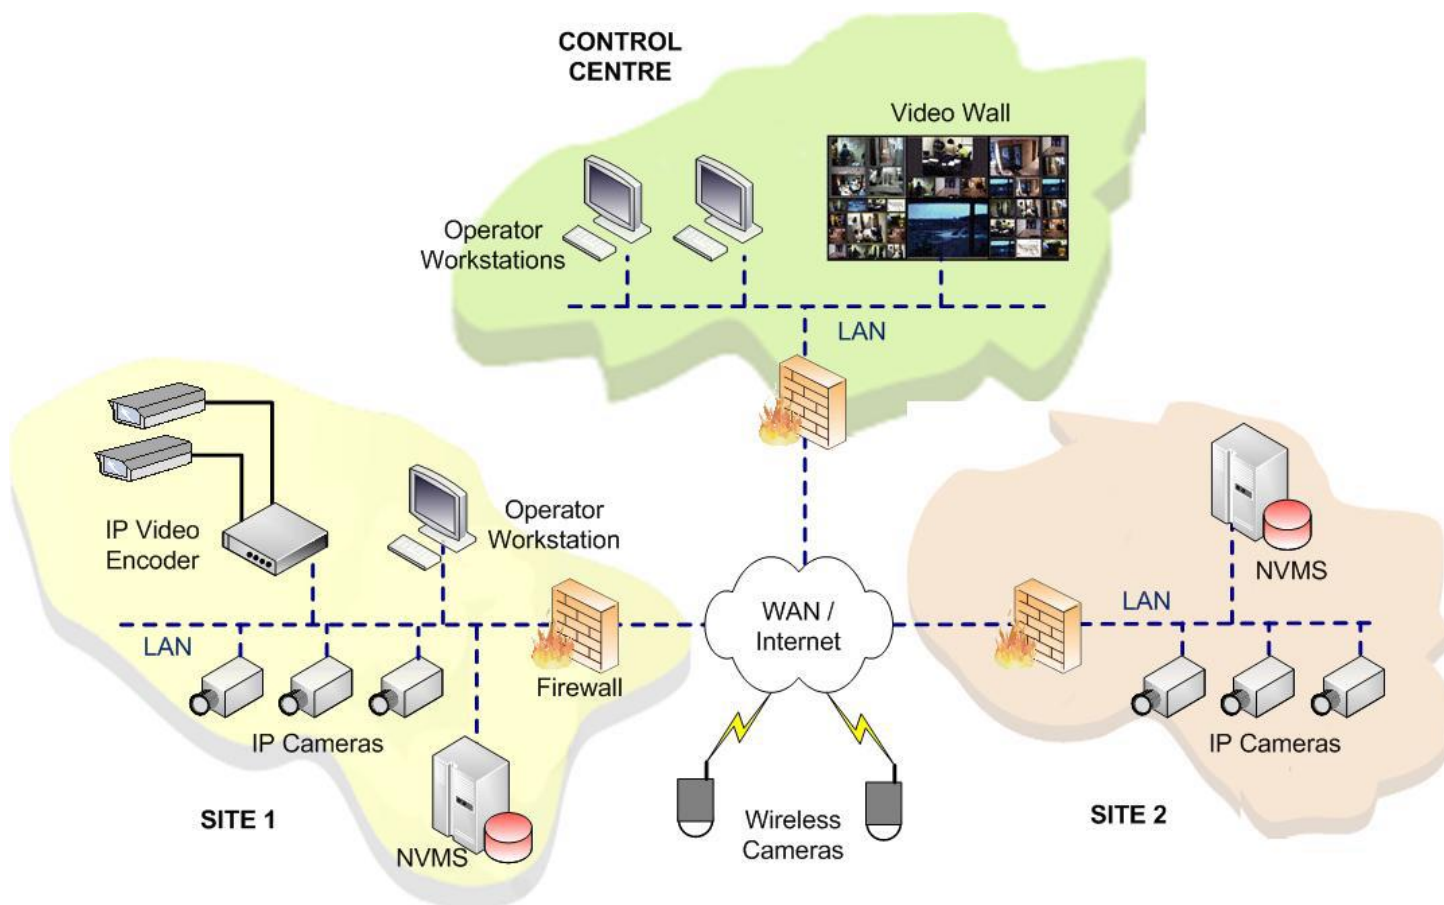 CONTROL
CENTRE
Video Wall
Operator
Workstations
LAN
IP Video
Encoder
Operator
Workstation
LAN
Firewall
IP Cameras
NVMS
SITE 1
WAN /
Internet
Wireless
Cameras
NVMS
LAN
IP Cameras
SITE 2